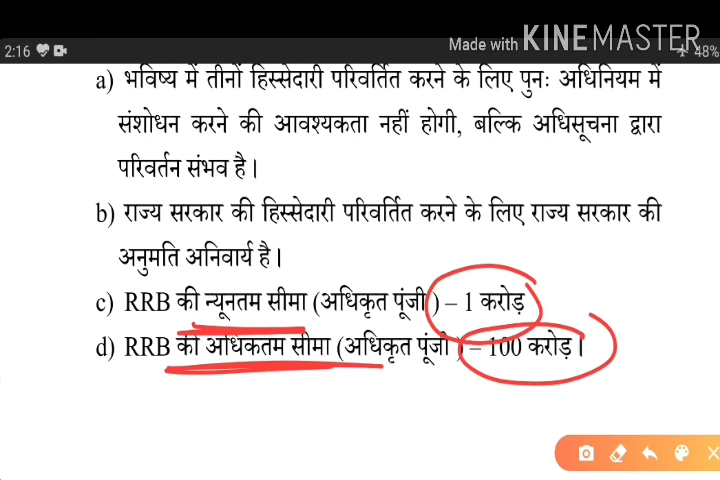 2:16
Made with KINEMASTER
48%
a) भविष्य में तीनों हिस्सेदारी परिवर्तित करने के लिए पुनः अधिनियम में
संशोधन करने की आवश्यकता नहीं होगी, बल्कि अधिसूचना द्वारा
परिवर्तन संभव है।
b) राज्य सरकार की हिस्सेदारी परिवर्तित करने के लिए राज्य सरकार की
अनुमति अनिवार्य है।
c) RRB की न्यूनतम सीमा (अधिकृत पूंजी ) – 1 करोड़
d) RRB की अधिकतम सीमा (अधिकृत पूंजी ) – 100 करोड़।